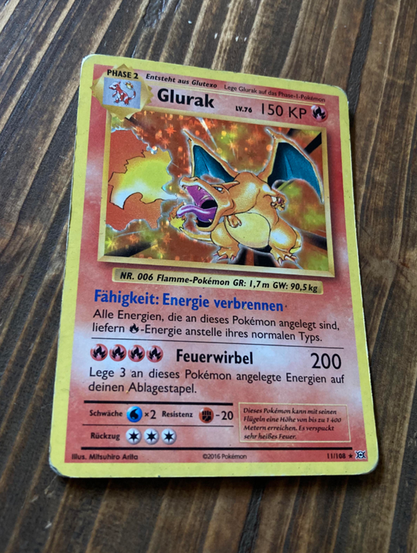 PHASE 2 Entsteht aus Glutexo Lege Glurak auf das Phase-1-Pokémon
Glurak LV.76 150 KP
NR. 006 Flamme-Pokémon GR: 1,7 m GW: 90,5 kg
Fähigkeit: Energie verbrennen
Alle Energien, die an dieses Pokémon angelegt sind,
liefern -Energie anstelle ihres normalen Typs.
Feuerwirbel 200
Lege 3 an dieses Pokémon angelegte Energien auf
deinen Ablagestapel.
Schwäche ×2 Resistenz -20
Rückzug
Dieses Pokémon kann mit seinen
Flügeln eine Höhe von bis zu 1 400
Metern erreichen. Es verspuckt
sehr heißes Feuer.
Illus. Mitsuhiro Arita ©2016 Pokémon 11/108